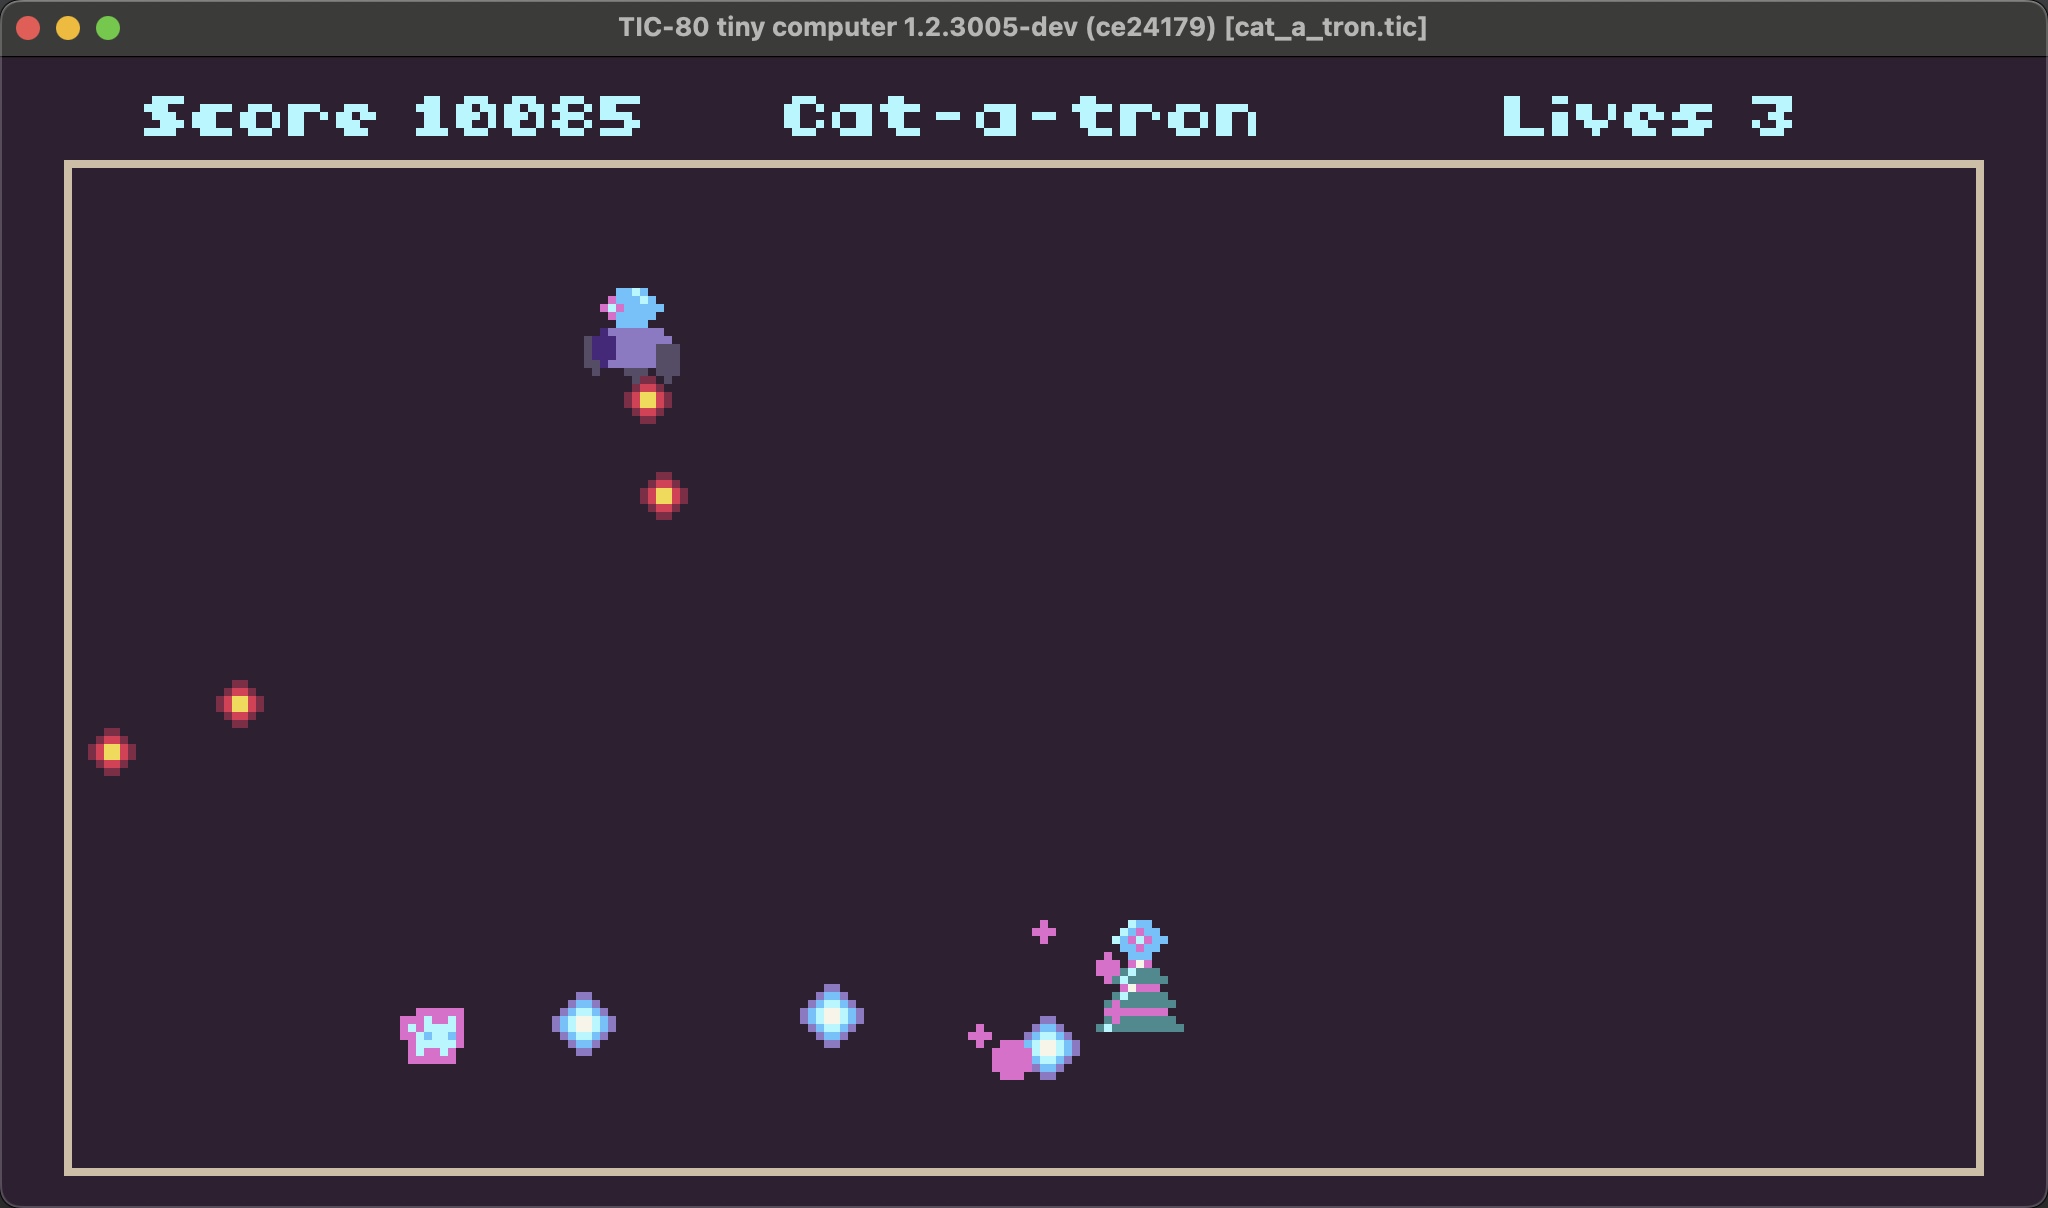 TIC-80 tiny computer 1.2.3005-dev (ce24179) [cat_a_tron.tic]
Score 10085 Cat-a-tron Lives 3